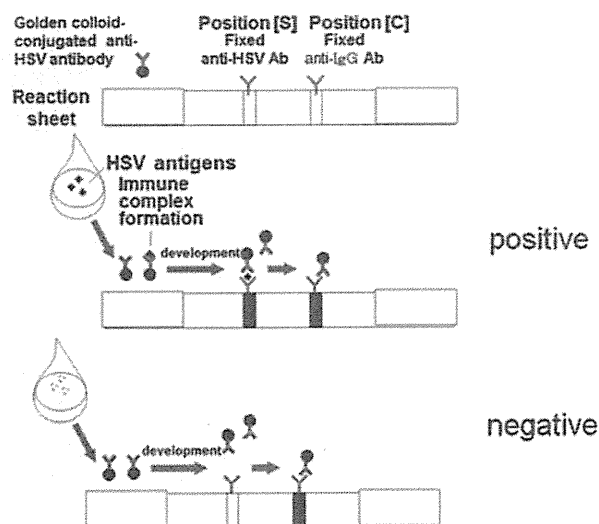 Golden colloid-
conjugated anti-
HSV antibody
Position [S]
Fixed
anti-HSV Ab
Position [C]
Fixed
anti-IgG Ab
Reaction
sheet
HSV antigens
Immune
complex
formation
development
positive
development
negative